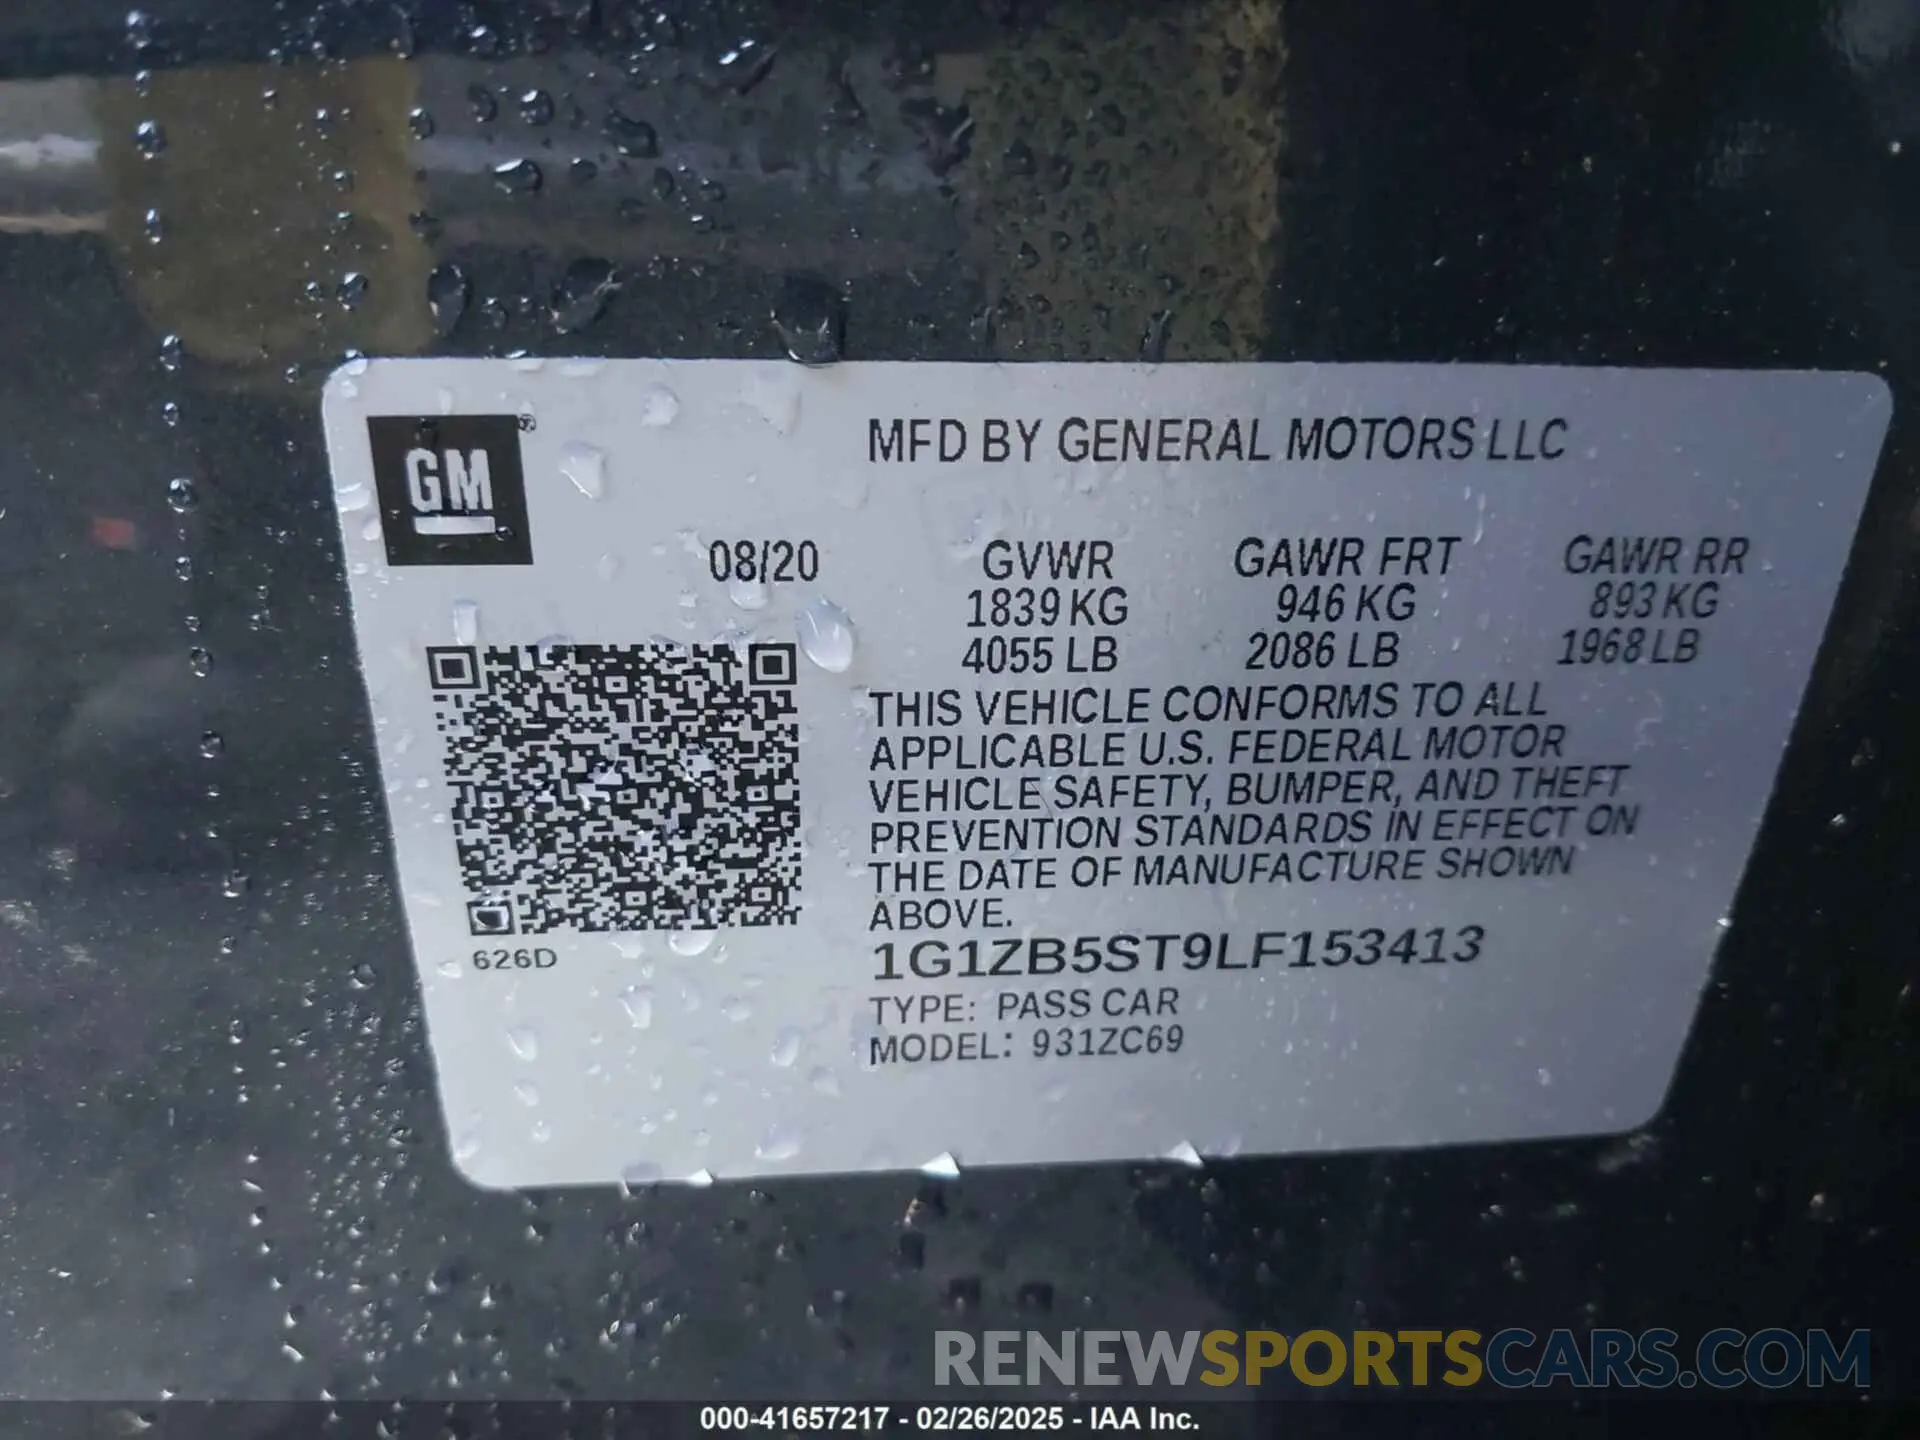 GM ®
MFD BY GENERAL MOTORS LLC
08/20 GVWR GAWR FRT GAWR RR
1839 KG 946 KG 893 KG
4055 LB 2086 LB 1968 LB
THIS VEHICLE CONFORMS TO ALL
APPLICABLE U.S. FEDERAL MOTOR
VEHICLE SAFETY, BUMPER, AND THEFT
PREVENTION STANDARDS IN EFFECT ON
THE DATE OF MANUFACTURE SHOWN
ABOVE.
626D
1G1ZB5ST9LF153413
TYPE: PASS CAR
MODEL: 931ZC69
RENEWSPORTSCARS.COM
000-41657217 - 02/26/2025 - IAA Inc.